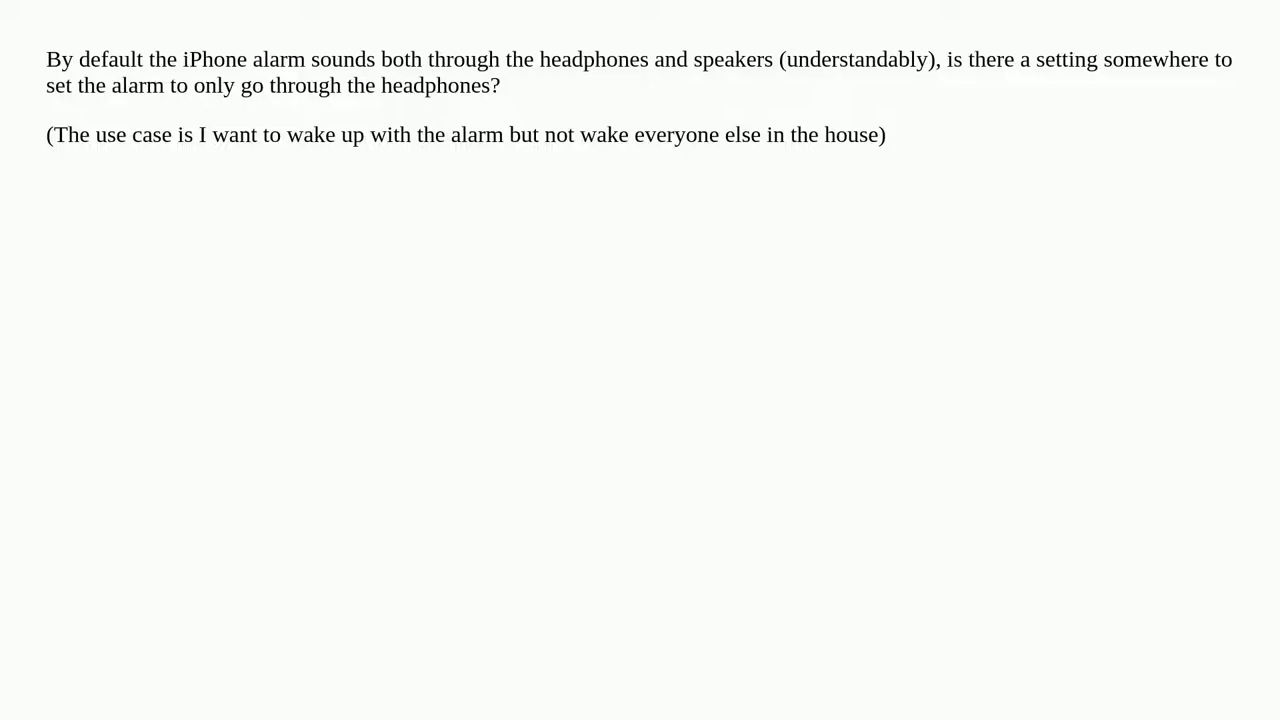 By default the iPhone alarm sounds both through the headphones and speakers (understandably), is there a setting somewhere to
set the alarm to only go through the headphones?
(The use case is I want to wake up with the alarm but not wake everyone else in the house)